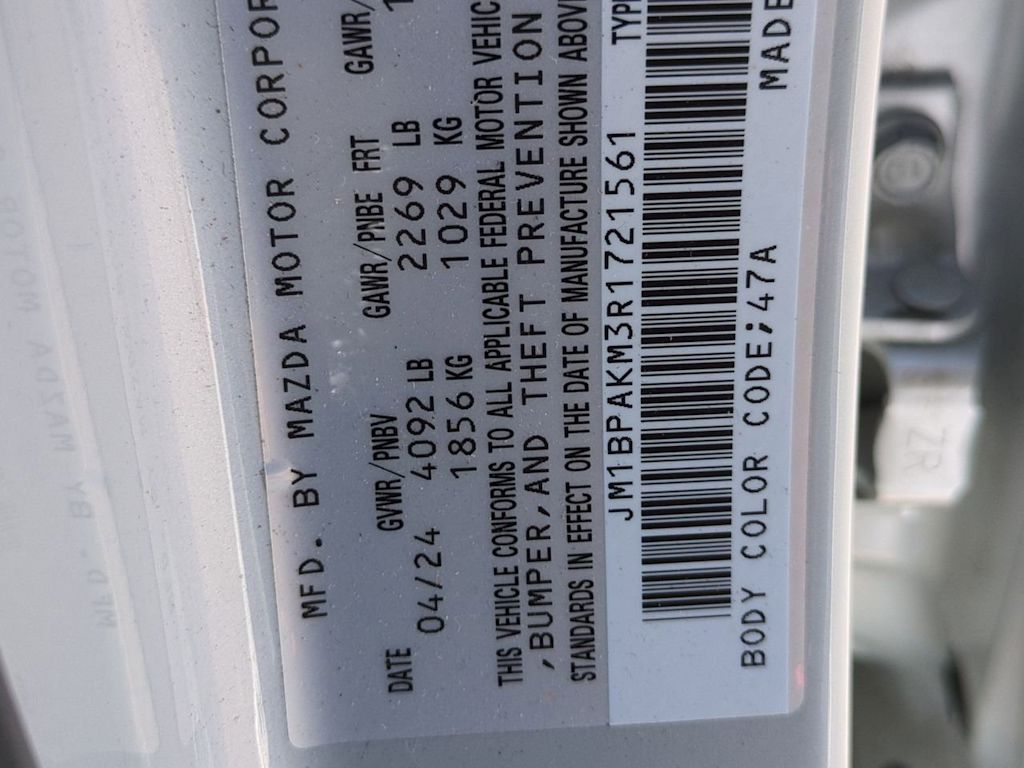 MFD. BY MAZDA MOTOR CORPOR
DATE GVWR/PNBV GAWR/PNBE FRT GAWR/
04/24 4092 LB 2269 LB
1856 KG 1029 KG
THIS VEHICLE CONFORMS TO ALL APPLICABLE FEDERAL MOTOR VEHIC
,BUMPER,AND THEFT PREVENTION
STANDARDS IN EFFECT ON THE DATE OF MANUFACTURE SHOWN ABOVE
JM1BPAKM3R1721561 TYPE
BODY COLOR CODE;47A MADE
ZR